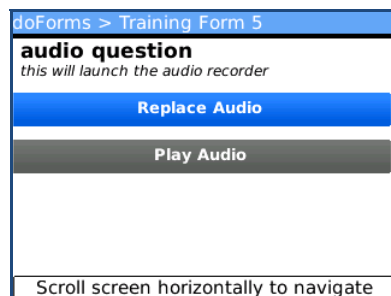 doForms > Training Form 5
audio question
this will launch the audio recorder
Replace Audio
Play Audio
Scroll screen horizontally to navigate